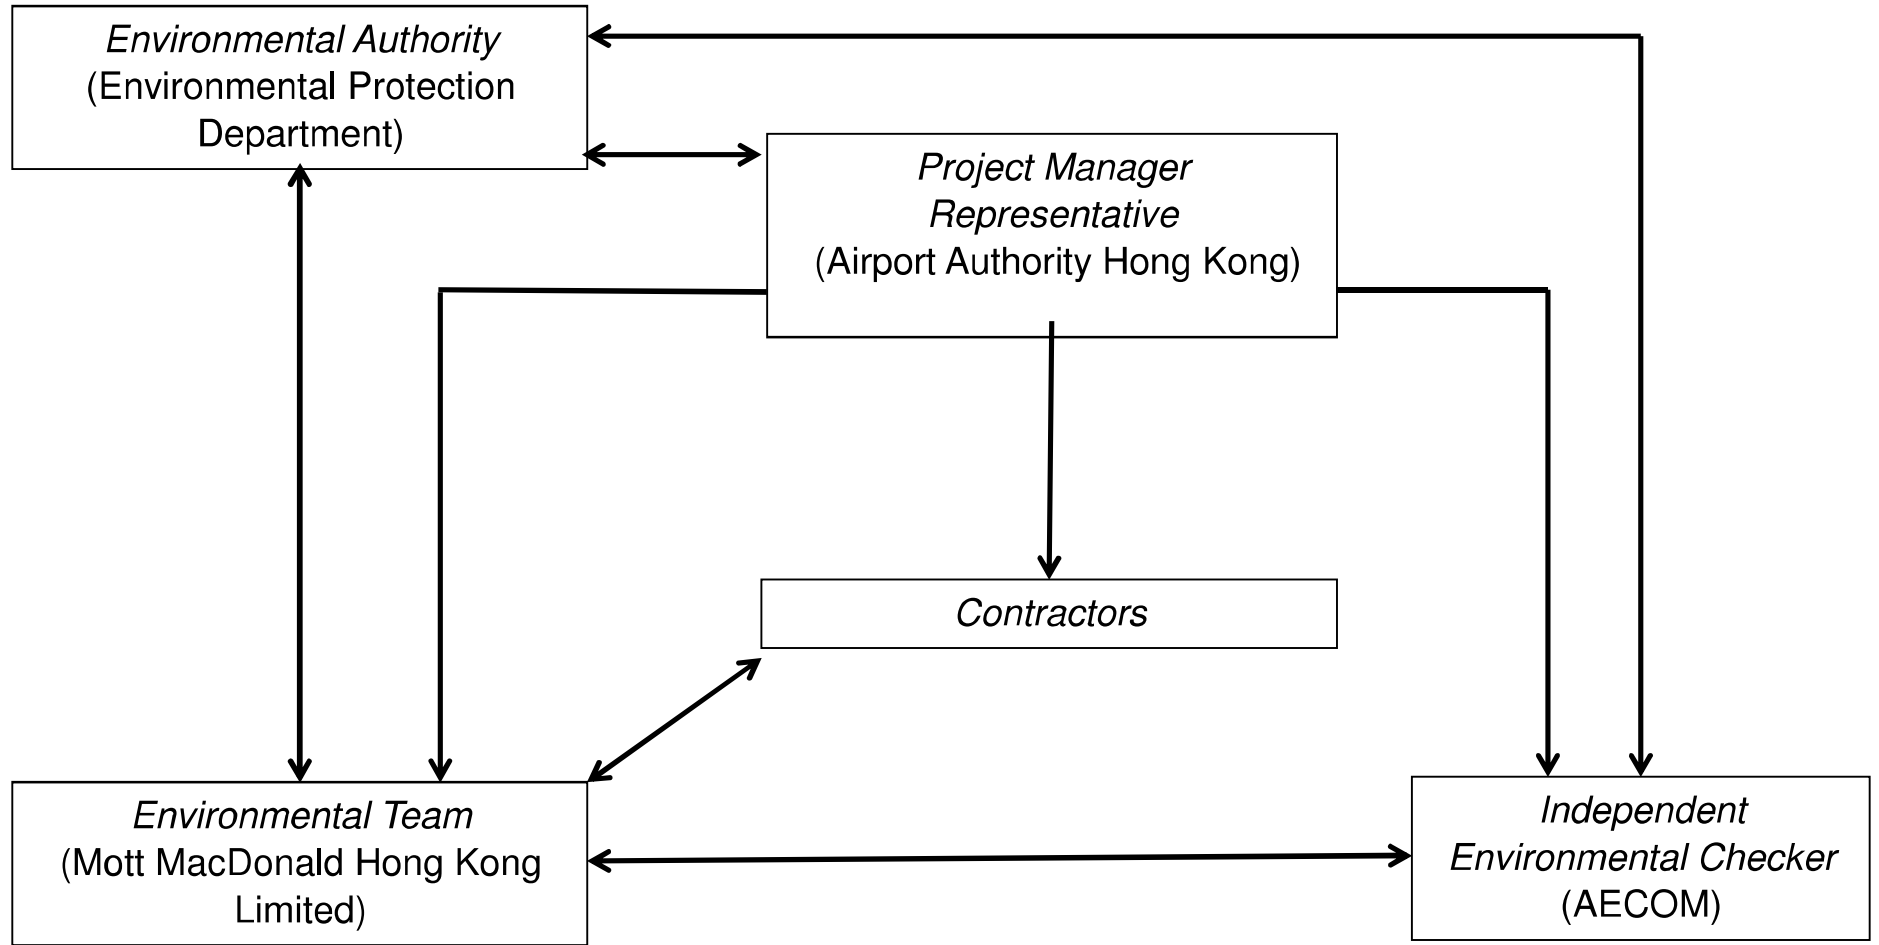 Environmental Authority
(Environmental Protection
Department)
Project Manager
Representative
(Airport Authority Hong Kong)
Contractors
Environmental Team
(Mott MacDonald Hong Kong
Limited)
Independent
Environmental Checker
(AECOM)